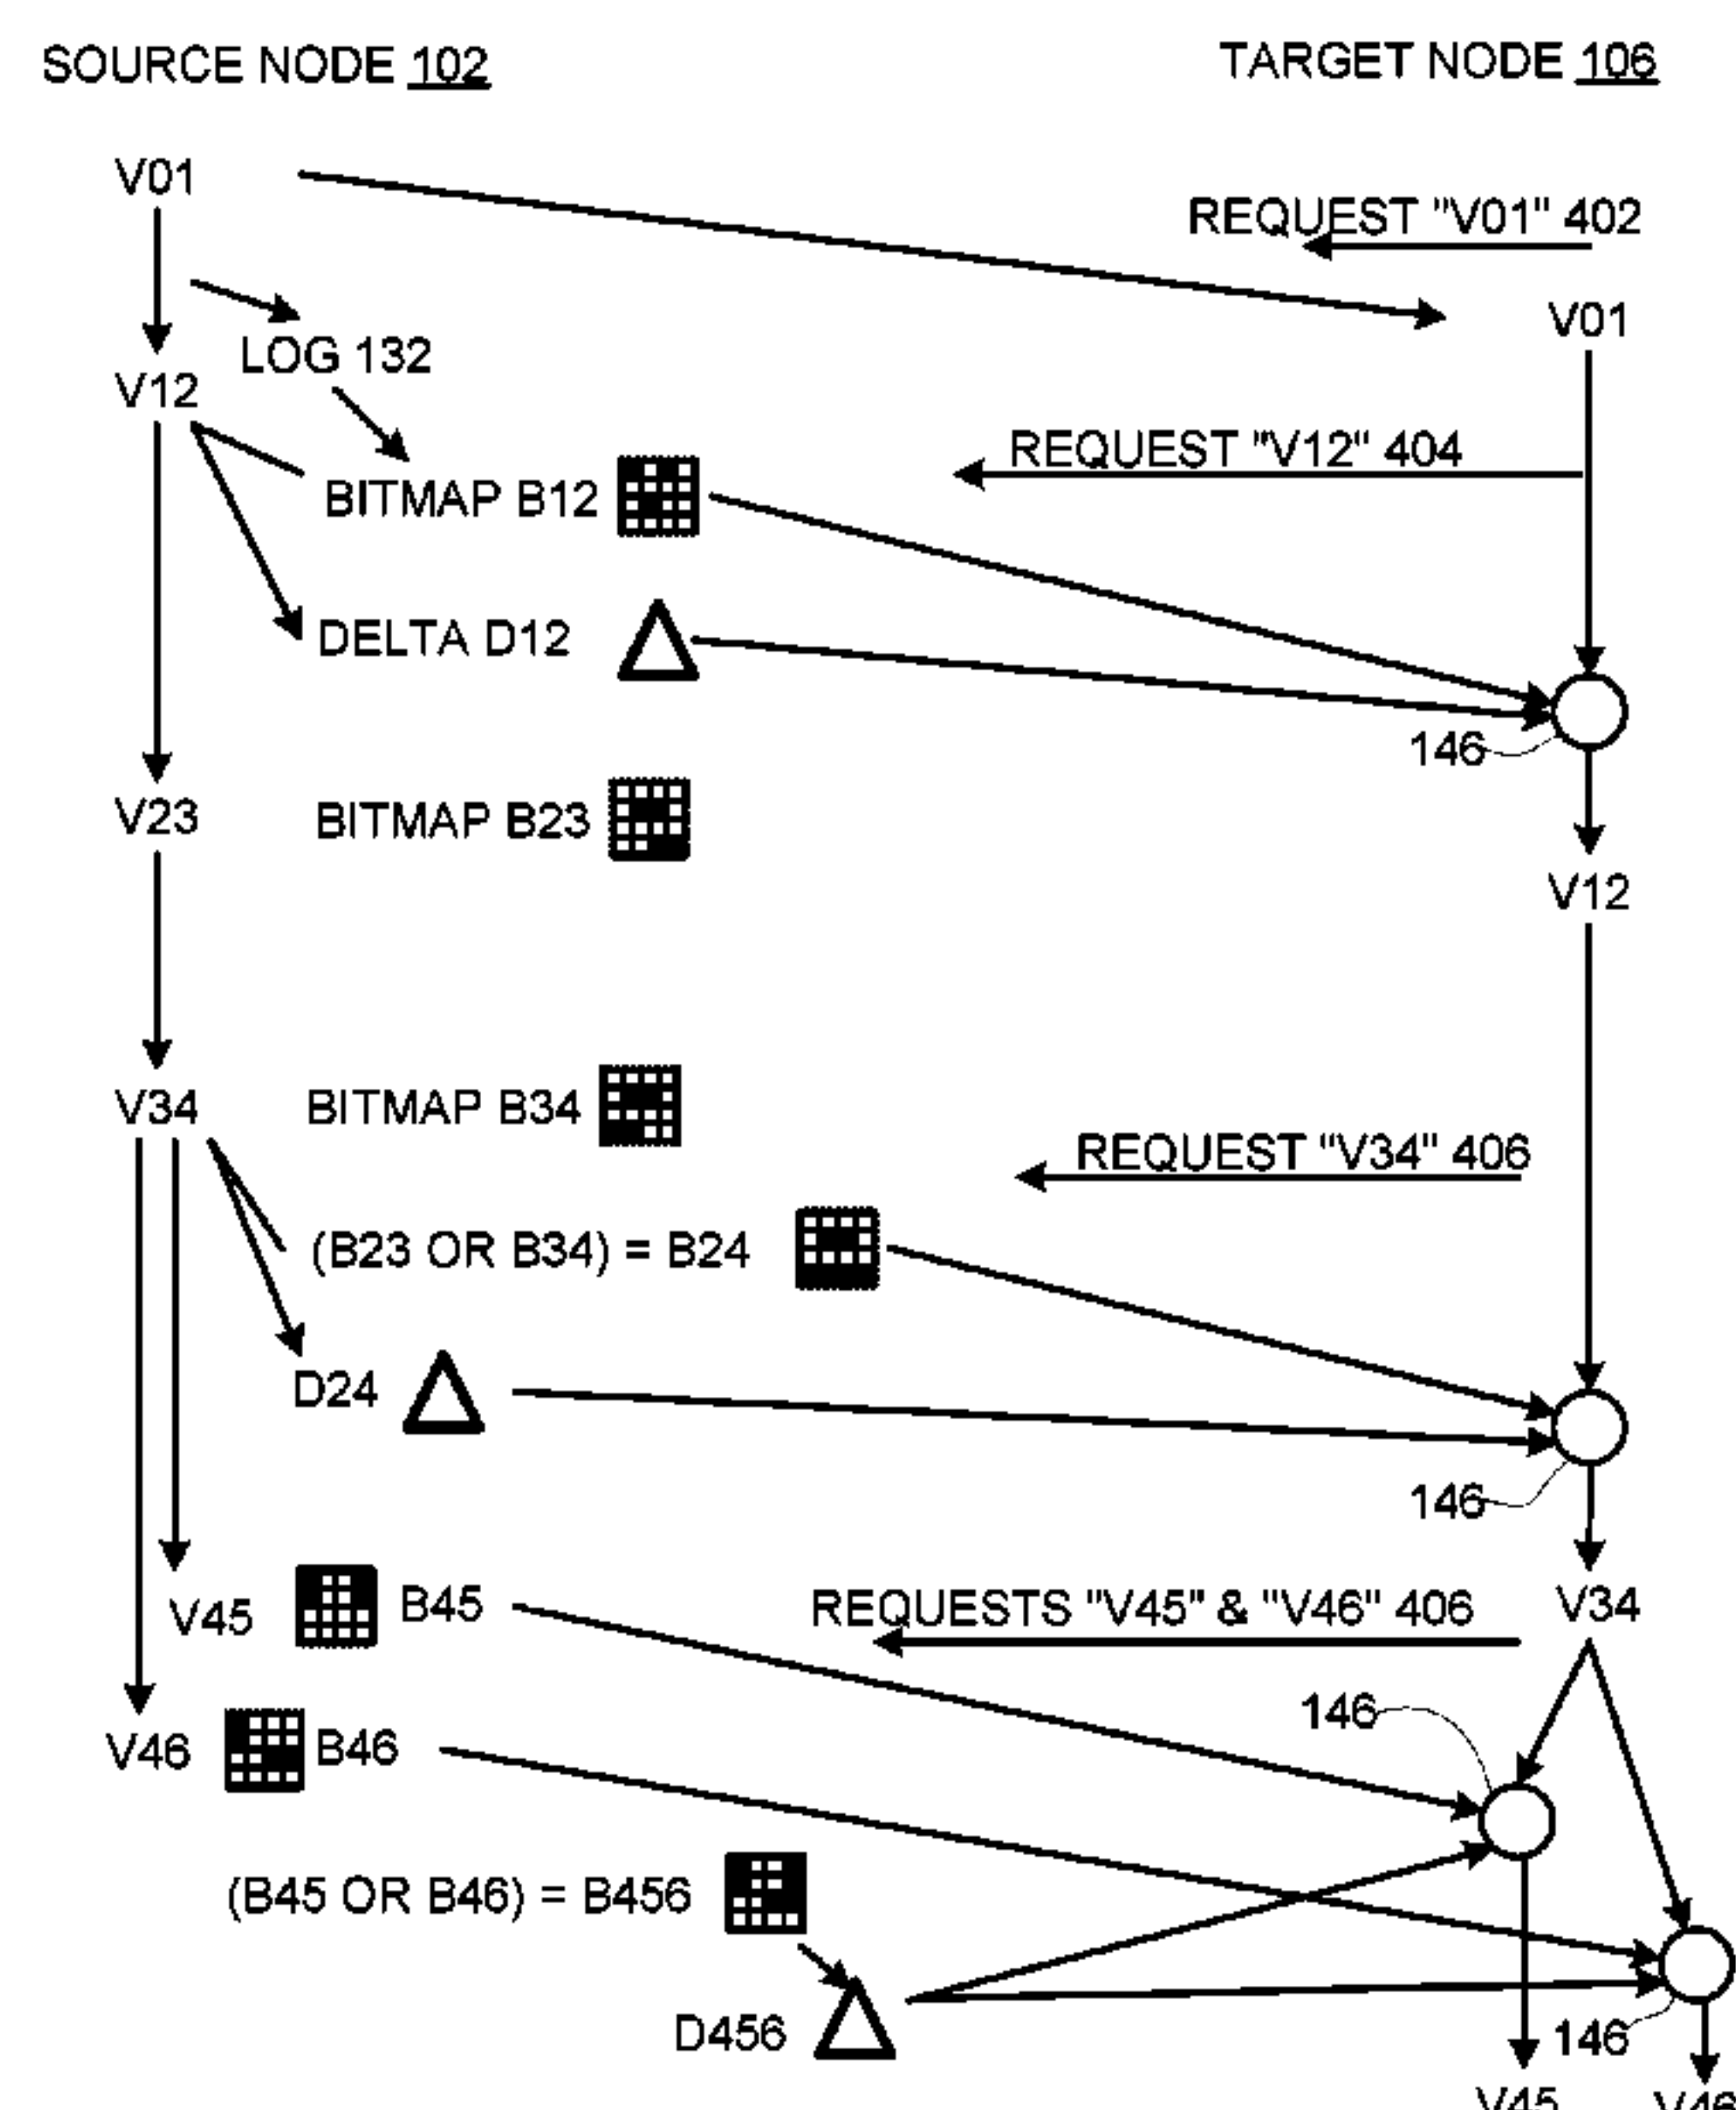 SOURCE NODE 102
TARGET NODE 106
V01
REQUEST "V01" 402
V01
LOG 132
V12
REQUEST "V12" 404
BITMAP B12
DELTA D12
146
V23
BITMAP B23
V12
V34
BITMAP B34
REQUEST "V34" 406
(B23 OR B34) = B24
D24
146
V45
B45
REQUESTS "V45" & "V46" 406
V34
146
V46
B46
(B45 OR B46) = B456
D456
146
V45
V46